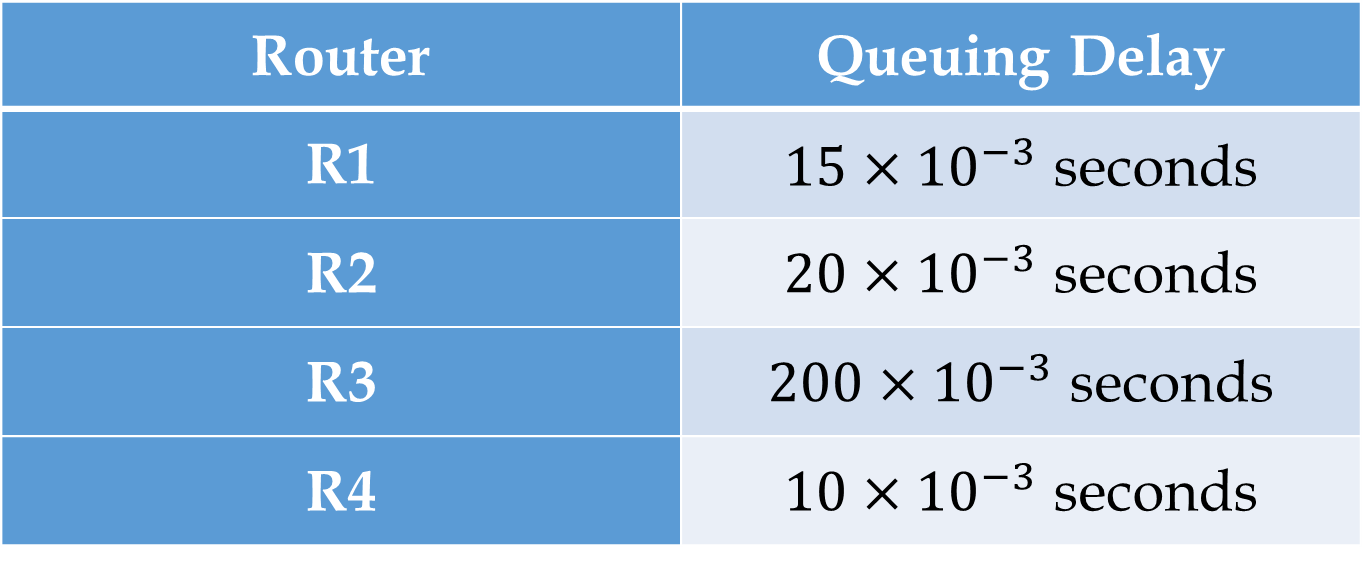 Router Queuing Delay
R1 15 × 10⁻³ seconds
R2 20 × 10⁻³ seconds
R3 200 × 10⁻³ seconds
R4 10 × 10⁻³ seconds